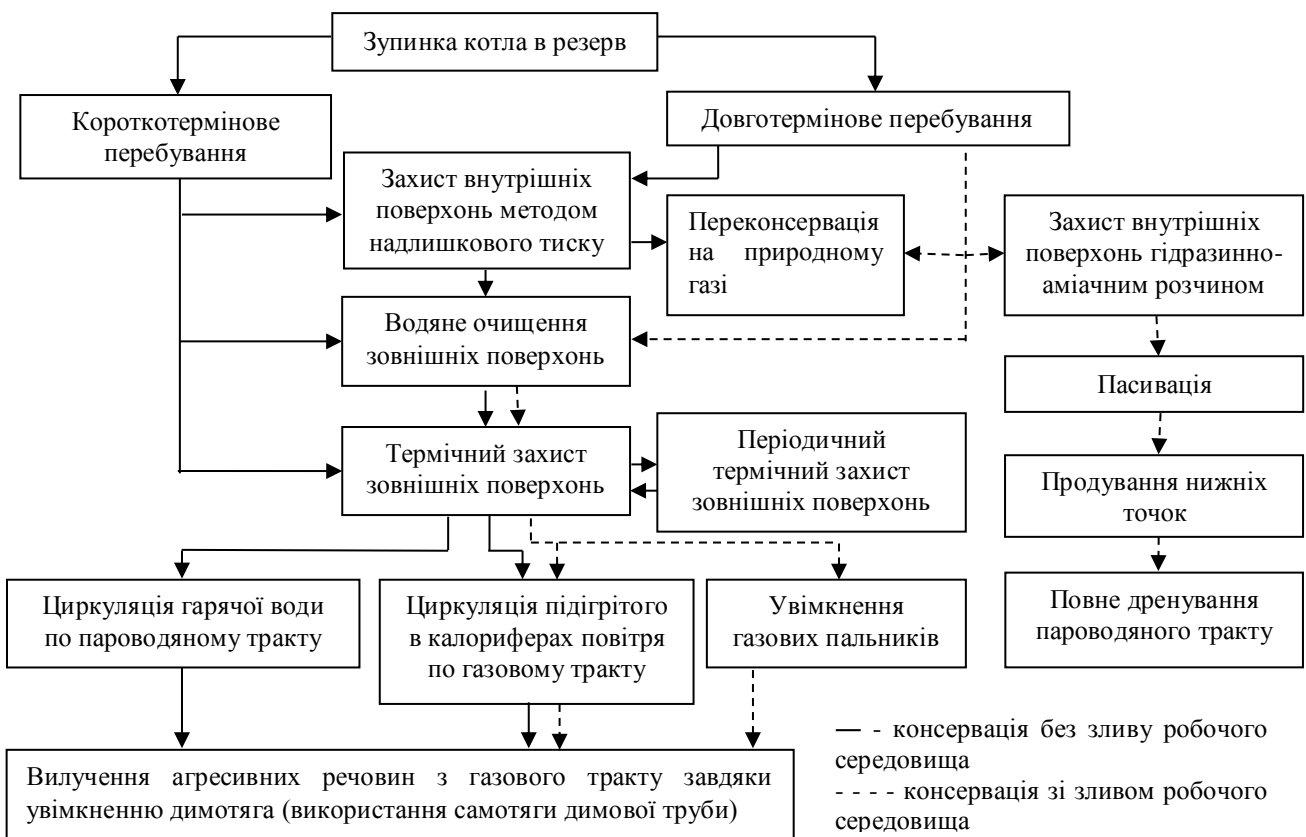 Зупинка котла в резерв
Короткотермінове
перебування
Довготермінове перебування
Захист внутрішніх
поверхонь методом
надлишкового тиску
Переконсервація
на природному
газі
Захист внутрішніх
поверхонь гідразинно-
аміачним розчином
Водяне очищення
зовнішніх поверхонь
Пасивація
Термічний захист
зовнішніх поверхонь
Періодичний
термічний захист
зовнішніх поверхонь
Продування нижніх
точок
Циркуляція гарячої води
по пароводяному тракту
Циркуляція підігрітого
в калориферах повітря
по газовому тракту
Увімкнення
газових пальників
Повне дренування
пароводяного тракту
Вилучення агресивних речовин з газового тракту завдяки
увімкненню димотяга (використання самотяги димової труби)
— - консервація без зливу робочого
середовища
- - - - консервація зі зливом робочого
середовища